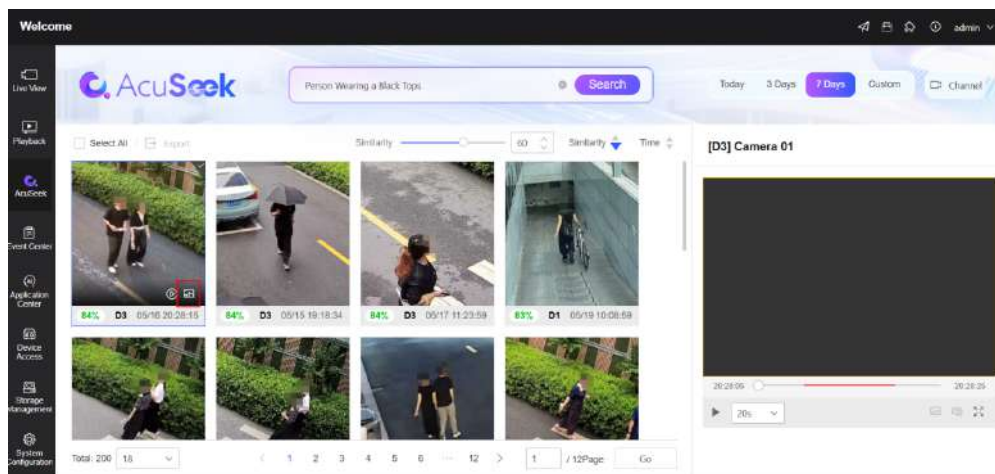 Welcome
admin
Live View
Playback
AcuSeek
Event Center
Application Center
Device Access
Storage Management
System Configuration
AcuSeek
Person Wearing a Black Tops
Search
Today 3 Days 7 Days Custom Channel
Select All Export
Similarity 60 Similarity Time
84% D3 05/16 20:28:15
84% D3 05/15 19:18:34
84% D3 05/17 11:23:59
83% D1 05/19 10:08:59
Total: 200 18
1 2 3 4 5 6 ... 12 1 / 12Page Go
[D3] Camera 01
20:28:05 20:28:25
20s